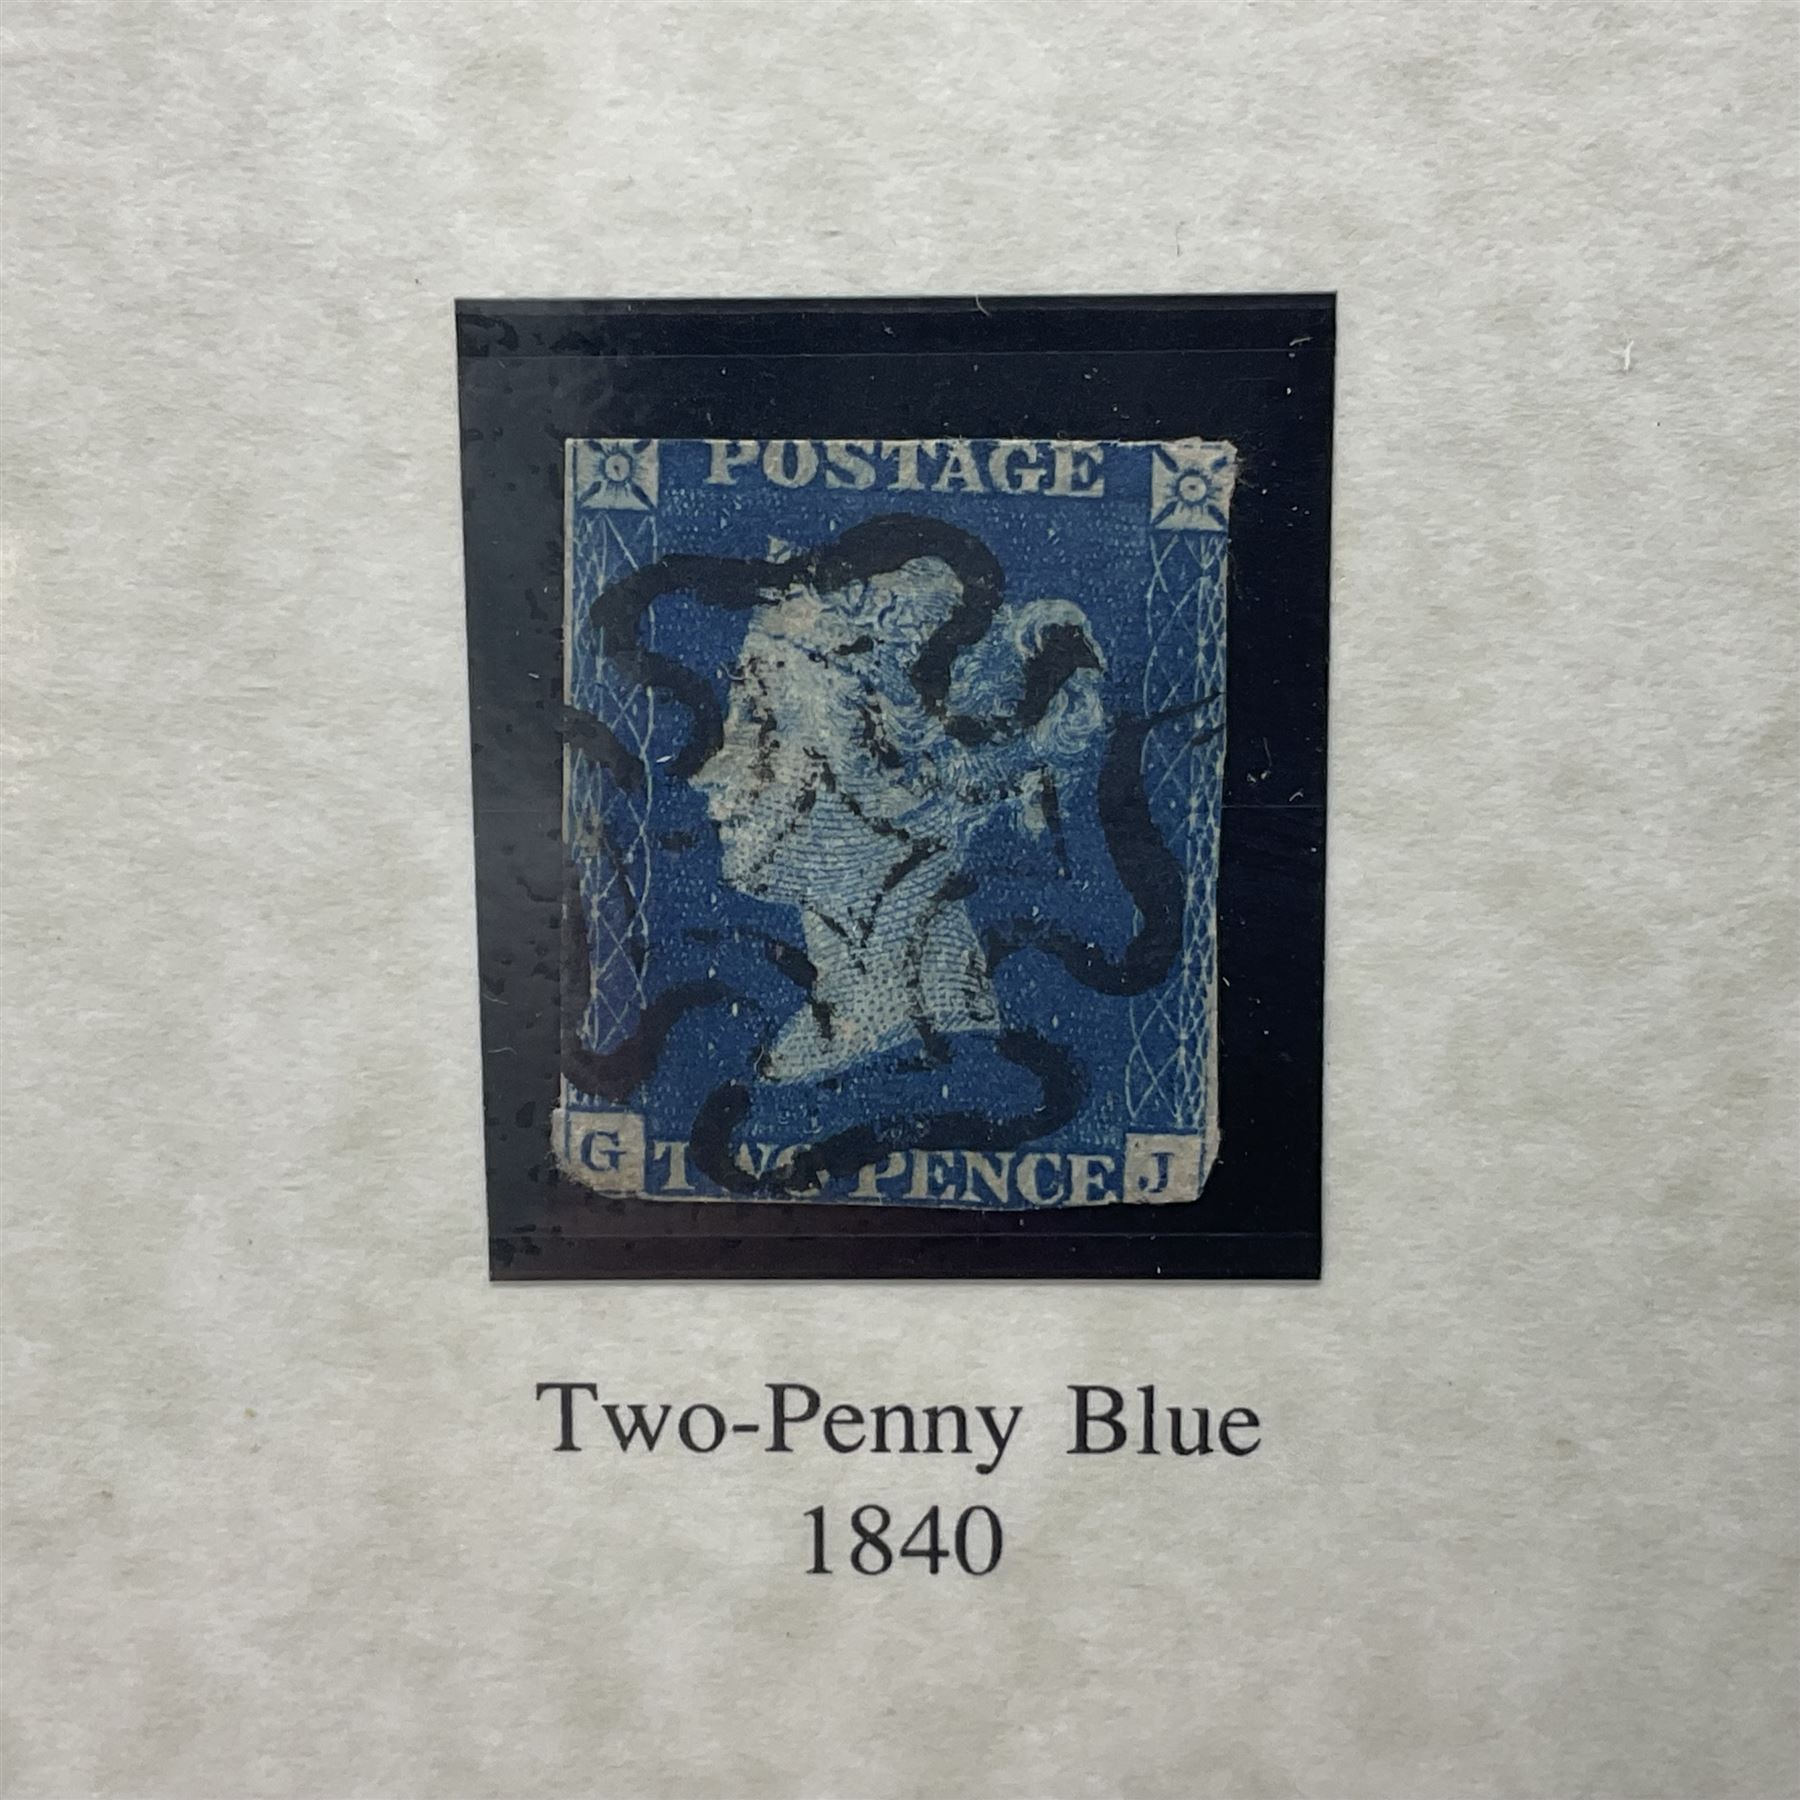 POSTAGE
G TWO PENCE J
Two-Penny Blue
1840